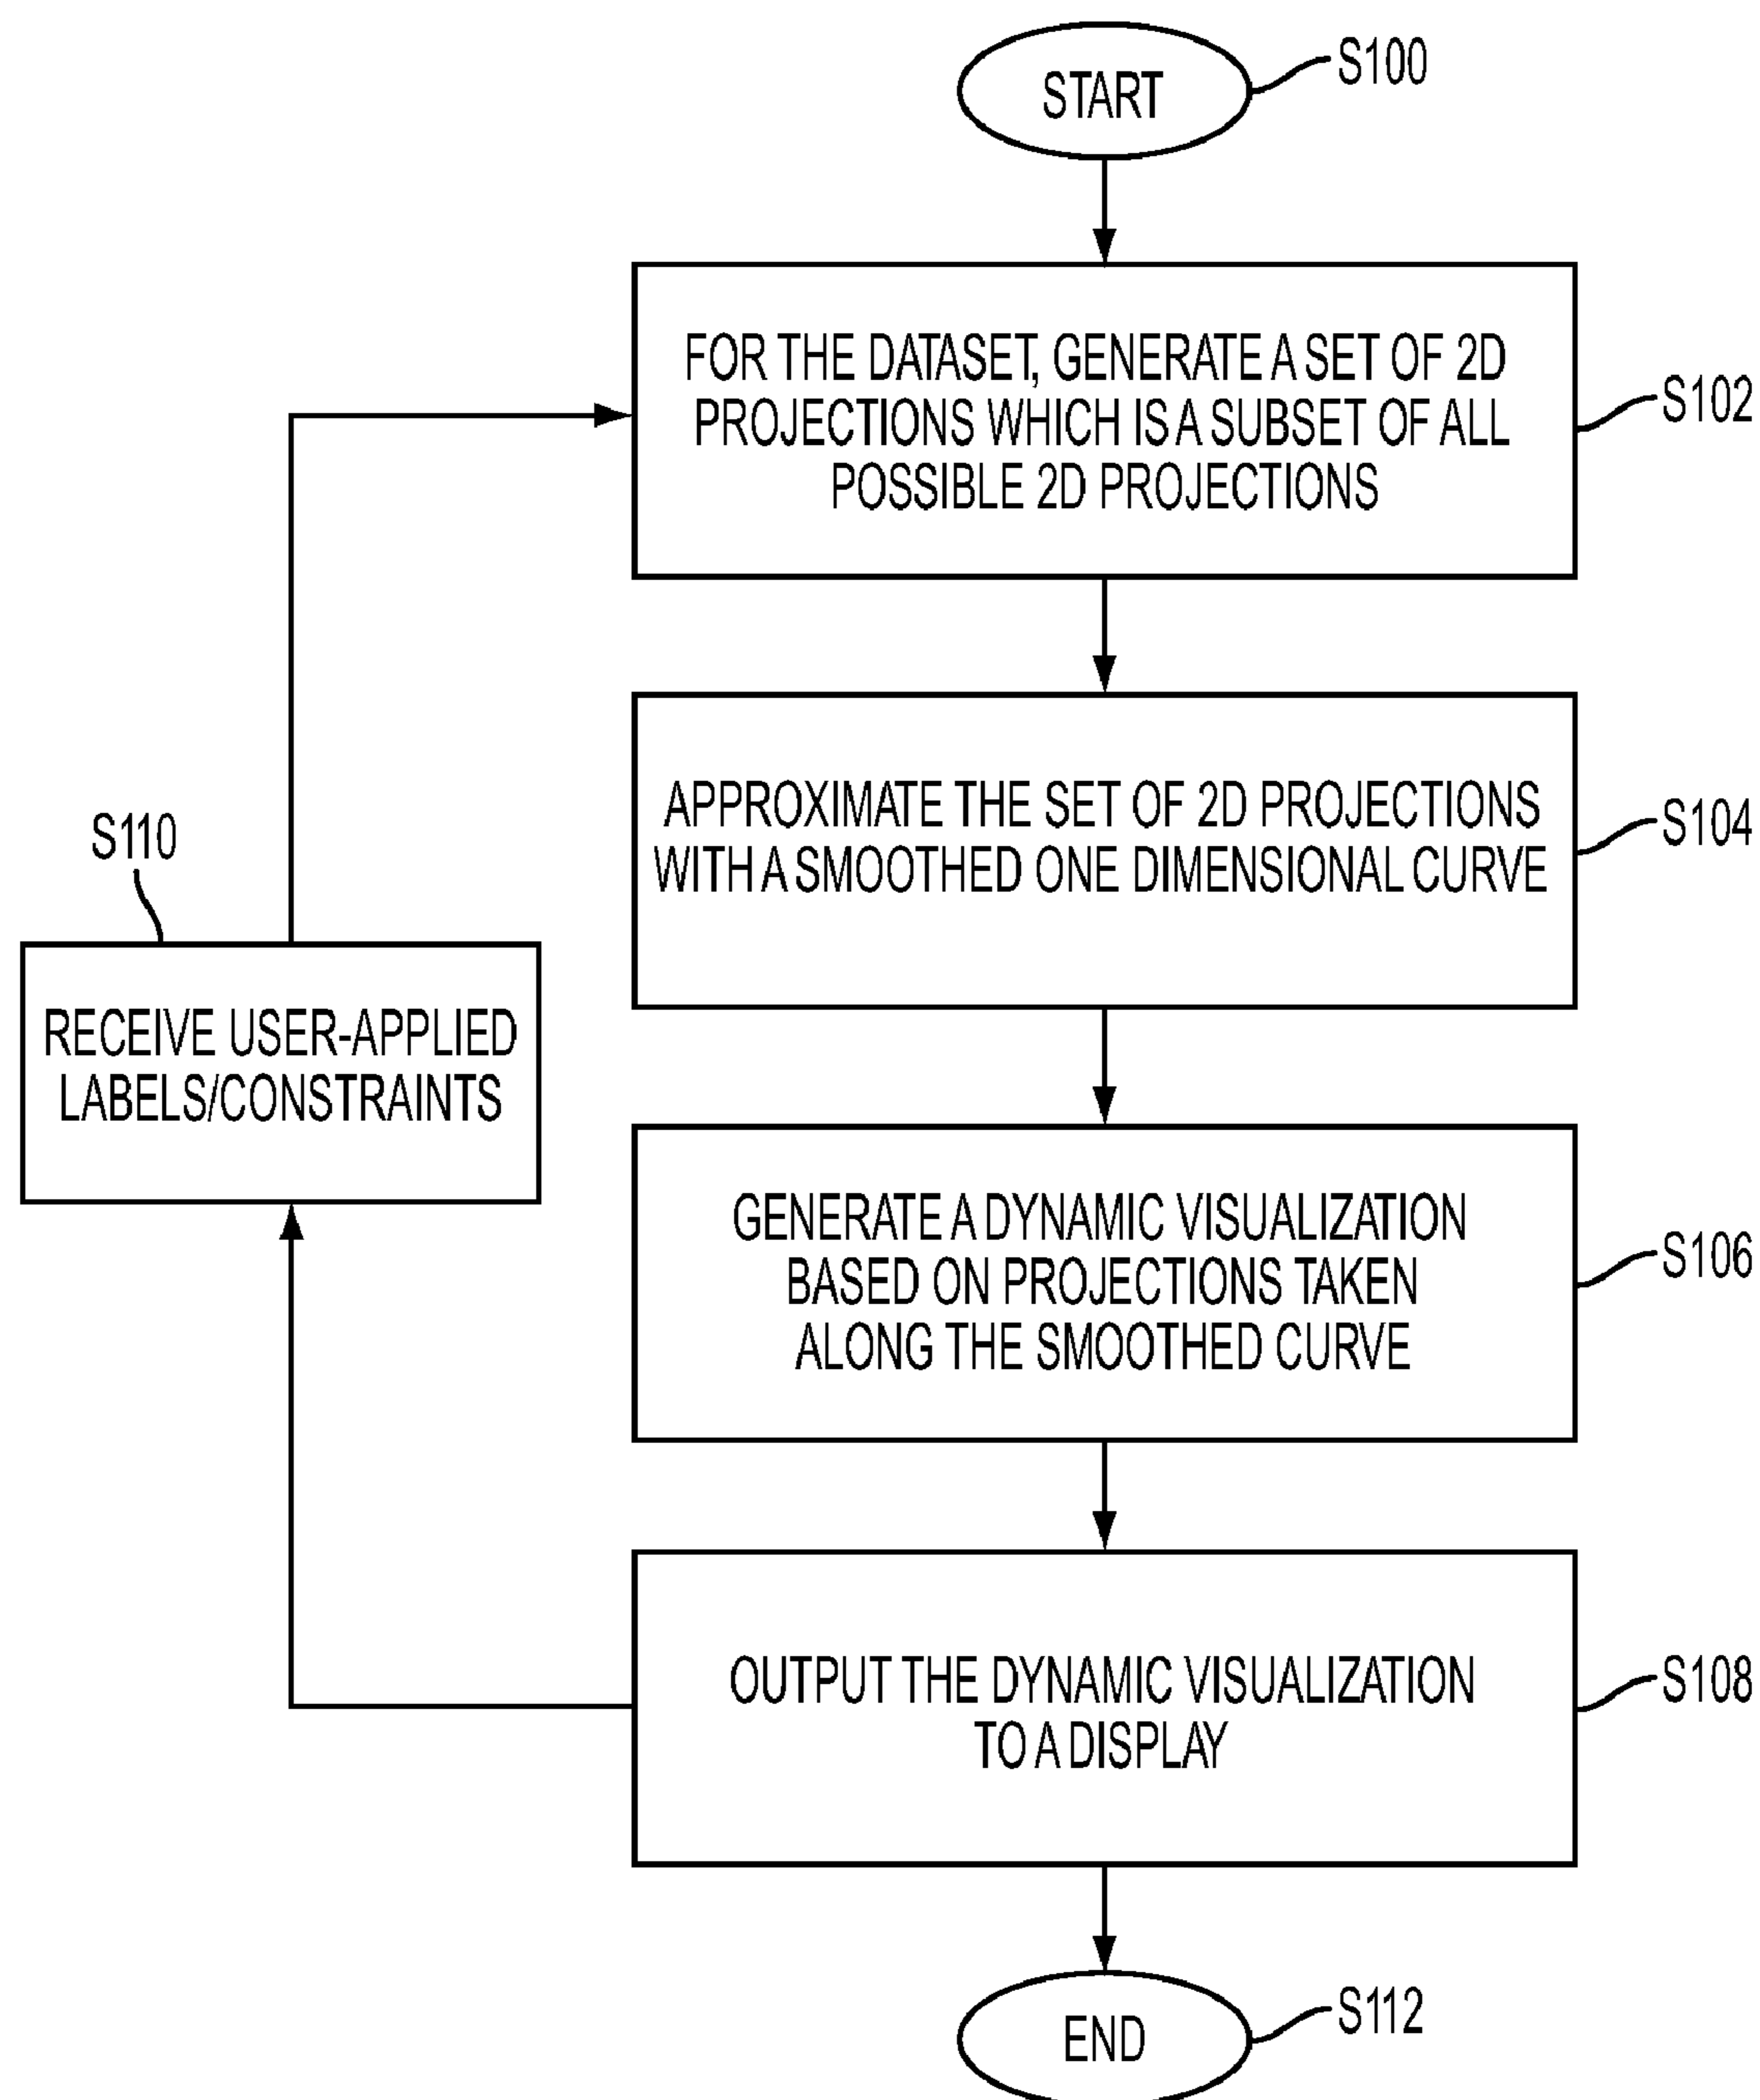 START
S100
FOR THE DATASET, GENERATE A SET OF 2D
PROJECTIONS WHICH IS A SUBSET OF ALL
POSSIBLE 2D PROJECTIONS
S102
APPROXIMATE THE SET OF 2D PROJECTIONS
WITH A SMOOTHED ONE DIMENSIONAL CURVE
S104
S110
RECEIVE USER-APPLIED
LABELS/CONSTRAINTS
GENERATE A DYNAMIC VISUALIZATION
BASED ON PROJECTIONS TAKEN
ALONG THE SMOOTHED CURVE
S106
OUTPUT THE DYNAMIC VISUALIZATION
TO A DISPLAY
S108
END
S112